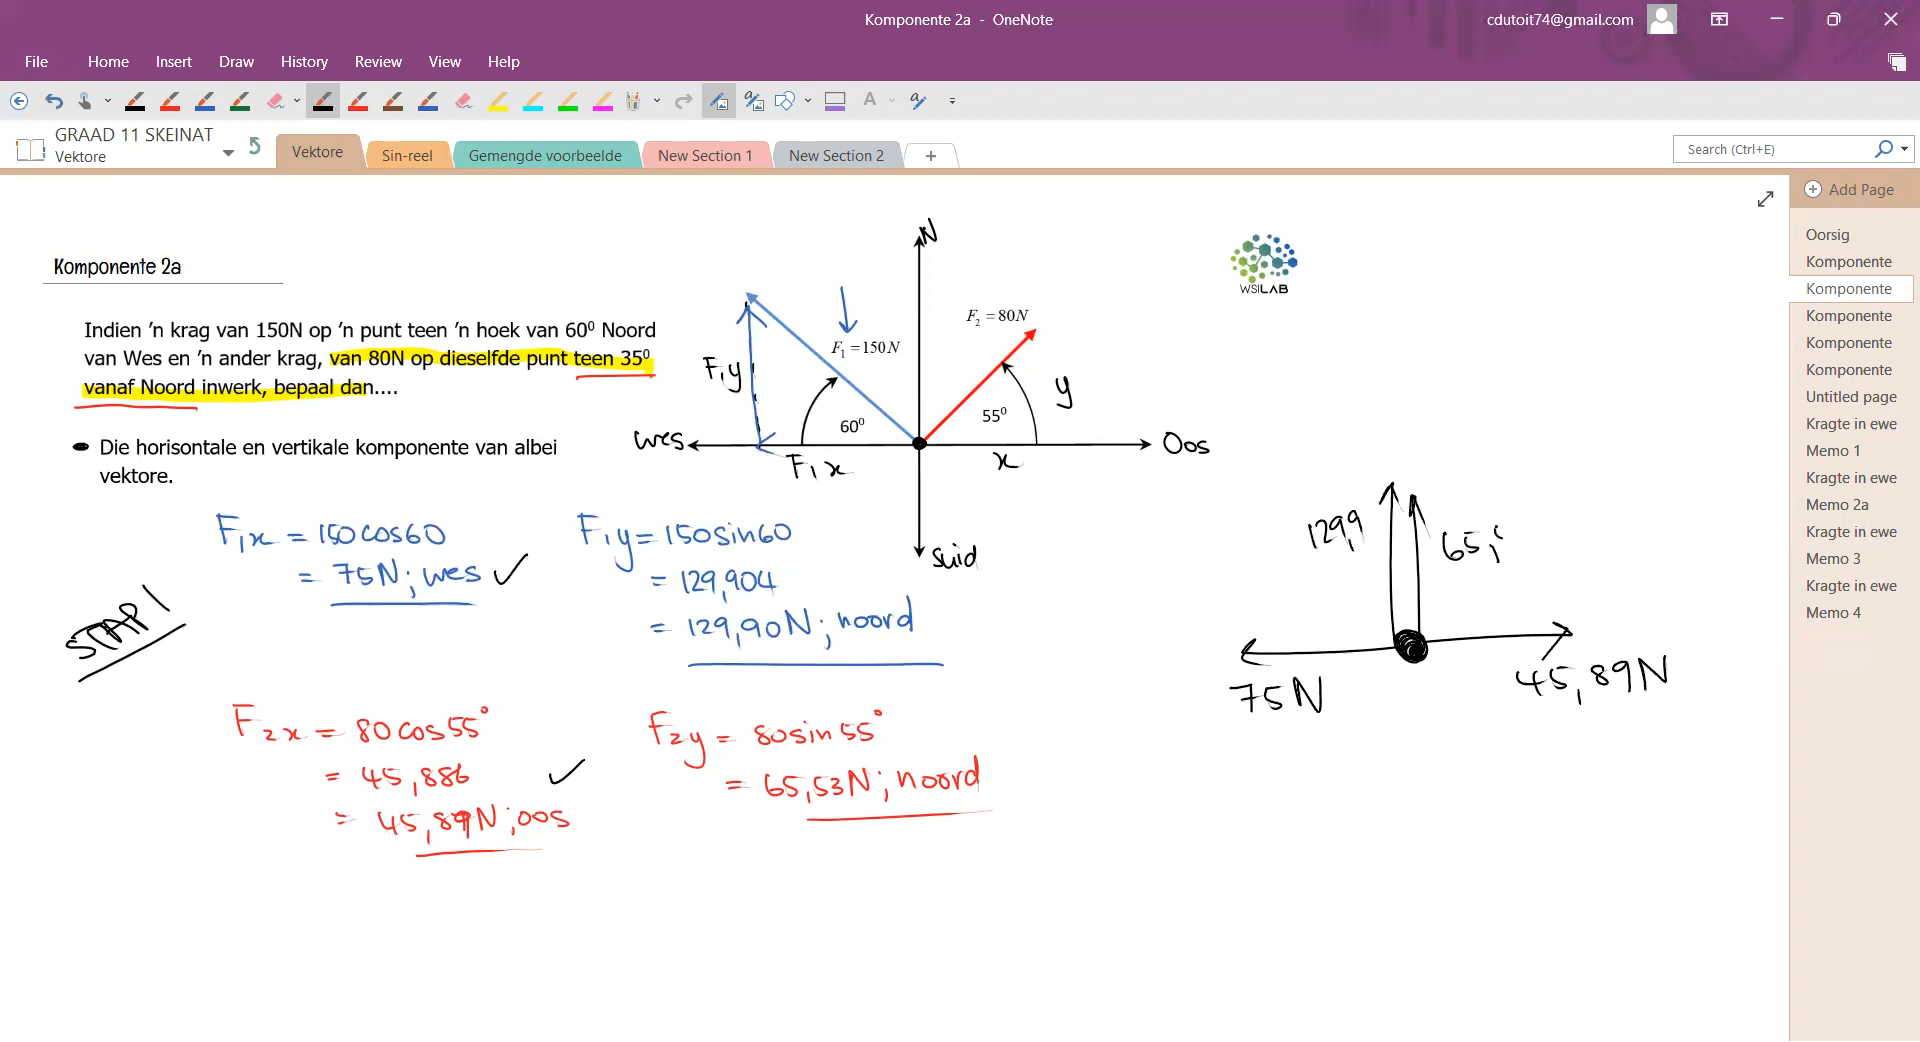 Komponente 2a - OneNote
cdutoit74@gmail.com
File Home Insert Draw History Review View Help
GRAAD 11 SKEINAT
Vektore
Vektore
Sin-reel
Gemengde voorbeelde
New Section 1
New Section 2
Search (Ctrl+E)
Add Page
Oorsig
Komponente
Komponente
Komponente
Komponente
Komponente
Untitled page
Kragte in ewe
Memo 1
Kragte in ewe
Memo 2a
Kragte in ewe
Memo 3
Kragte in ewe
Memo 4
Komponente 2a
Indien ’n krag van 150N op ’n punt teen ’n hoek van 60⁰ Noord
van Wes en ’n ander krag, van 80N op dieselfde punt teen 35⁰
vanaf Noord inwerk, bepaal dan....
Die horisontale en vertikale komponente van albei
vektore.
N
F₂ = 80N
F₁ = 150N
F₁y
y
60⁰
55⁰
wes
Oos
F₁x
x
suid
WSILAB
F₁x = 150cos60
= 75N; wes ✓
F₁y = 150sin60
= 129,904
= 129,90N; noord
STAP 1
F₂x = 80cos55°
= 45,886 ✓
= 45,89N; oos
F₂y = 80sin55°
= 65,53N; noord
129,9
65,
75N
45,89N